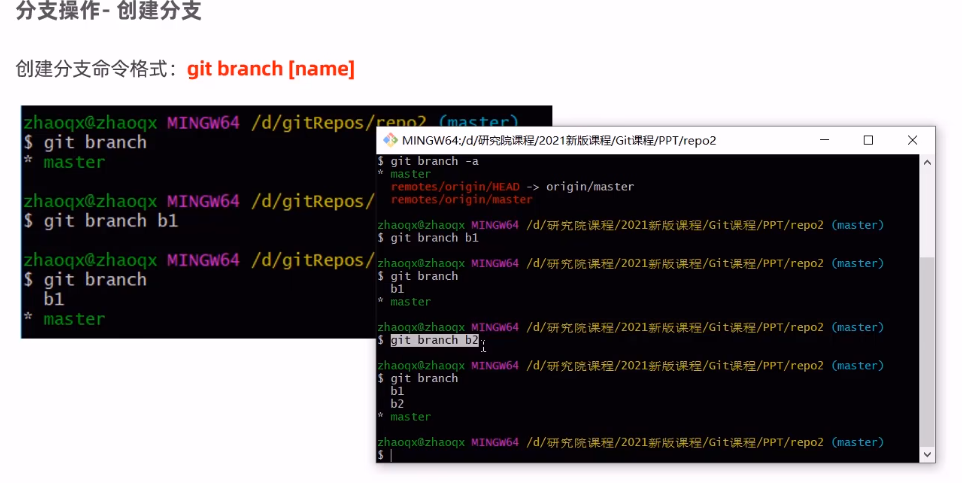 分支操作- 创建分支
创建分支命令格式：git branch [name]
zhaoqx@zhaoqx MINGW64 /d/gitRepos/repo2 (master)
$ git branch
* master
zhaoqx@zhaoqx MINGW64 /d/gitRepos/
$ git branch b1
zhaoqx@zhaoqx MINGW64 /d/gitRepos/
$ git branch
b1
* master
MINGW64:/d/研究院课程/2021新版课程/Git课程/PPT/repo2
$ git branch -a
* master
remotes/origin/HEAD -> origin/master
remotes/origin/master
zhaoqx@zhaoqx MINGW64 /d/研究院课程/2021新版课程/Git课程/PPT/repo2 (master)
$ git branch b1
zhaoqx@zhaoqx MINGW64 /d/研究院课程/2021新版课程/Git课程/PPT/repo2 (master)
$ git branch
b1
* master
zhaoqx@zhaoqx MINGW64 /d/研究院课程/2021新版课程/Git课程/PPT/repo2 (master)
$ git branch b2
zhaoqx@zhaoqx MINGW64 /d/研究院课程/2021新版课程/Git课程/PPT/repo2 (master)
$ git branch
b1
b2
* master
zhaoqx@zhaoqx MINGW64 /d/研究院课程/2021新版课程/Git课程/PPT/repo2 (master)
$